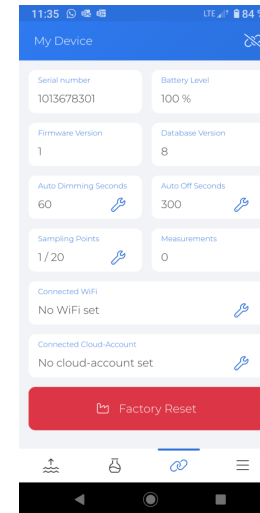 11:35 LTE 84 %
My Device
Serial number Battery Level
1013678301 100 %
Firmware Version Database Version
1 8
Auto Dimming Seconds Auto Off Seconds
60 300
Sampling Points Measurements
1 / 20 0
Connected WiFi
No WiFi set
Connected Cloud-Account
No cloud-account set
Factory Reset